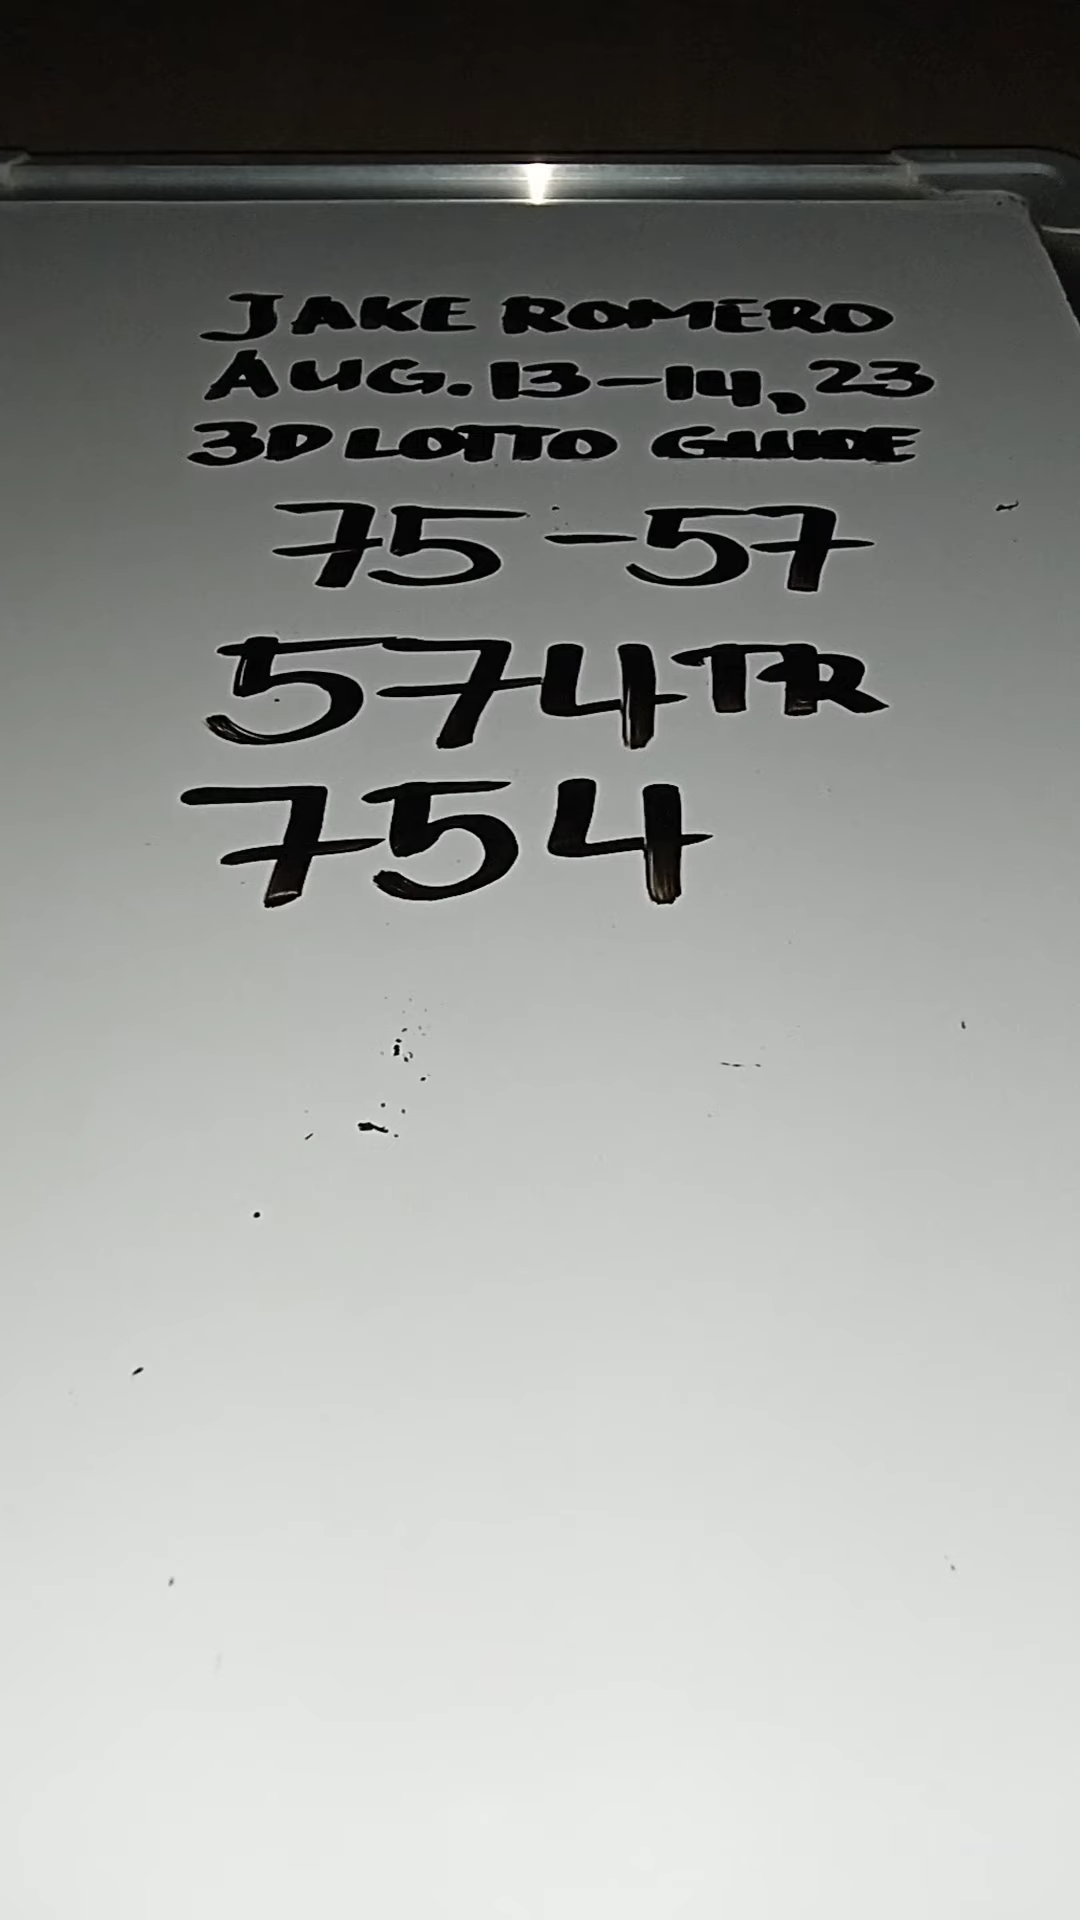 JAKE ROMERO
AUG. 13-14, 23
3D LOTTO GUIDE
75-57
574TR
754